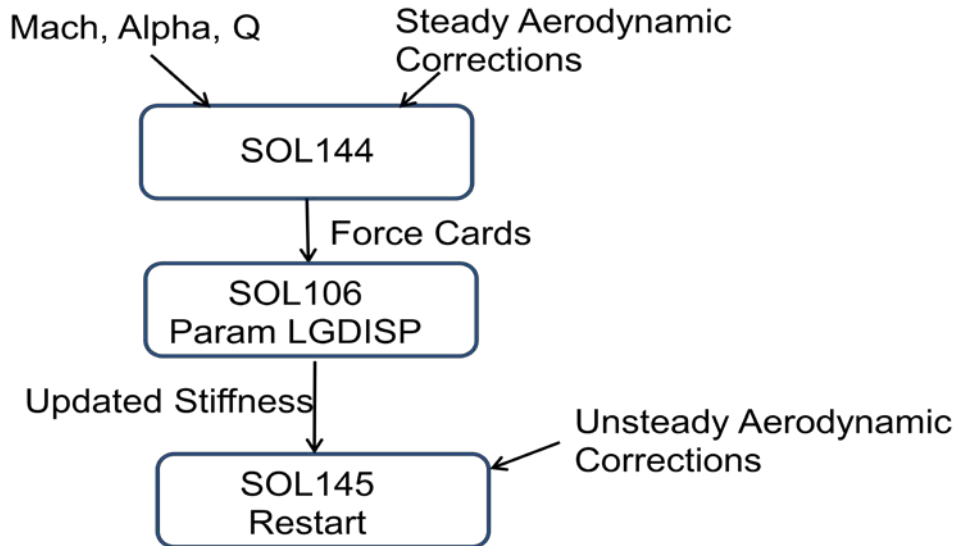 Mach, Alpha, Q
Steady Aerodynamic
Corrections
SOL144
Force Cards
SOL106
Param LGDISP
Updated Stiffness
Unsteady Aerodynamic
Corrections
SOL145
Restart